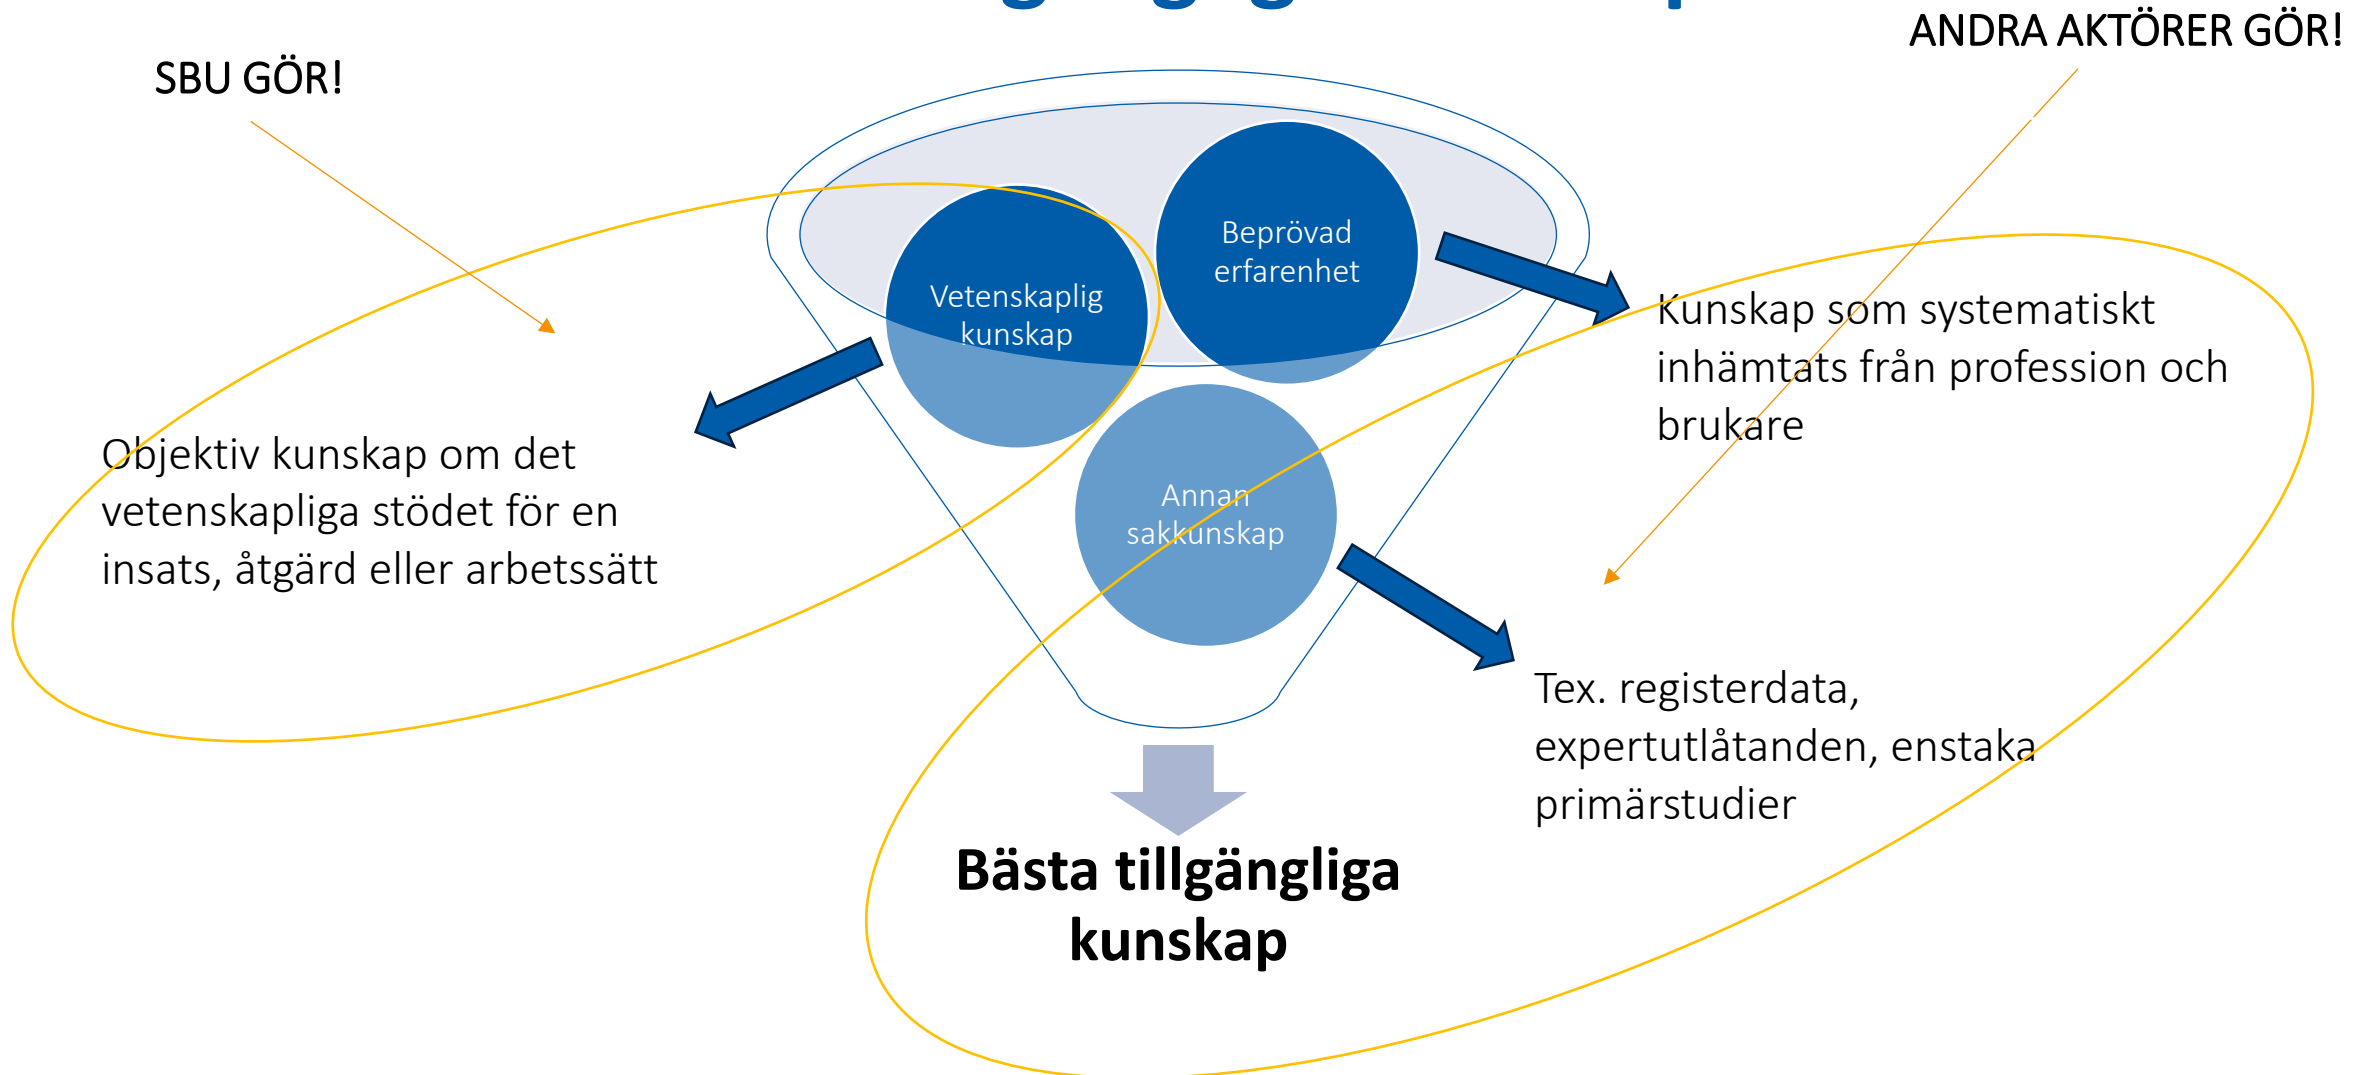 ANDRA AKTÖRER GÖR!
SBU GÖR!
Beprövad
erfarenhet
Vetenskaplig
kunskap
Kunskap som systematiskt
inhämtats från profession och
brukare
Objektiv kunskap om det
vetenskapliga stödet för en
insats, åtgärd eller arbetssätt
Annan
sakkunskap
Tex. registerdata,
expertutlåtanden, enstaka
primärstudier
Bästa tillgängliga
kunskap